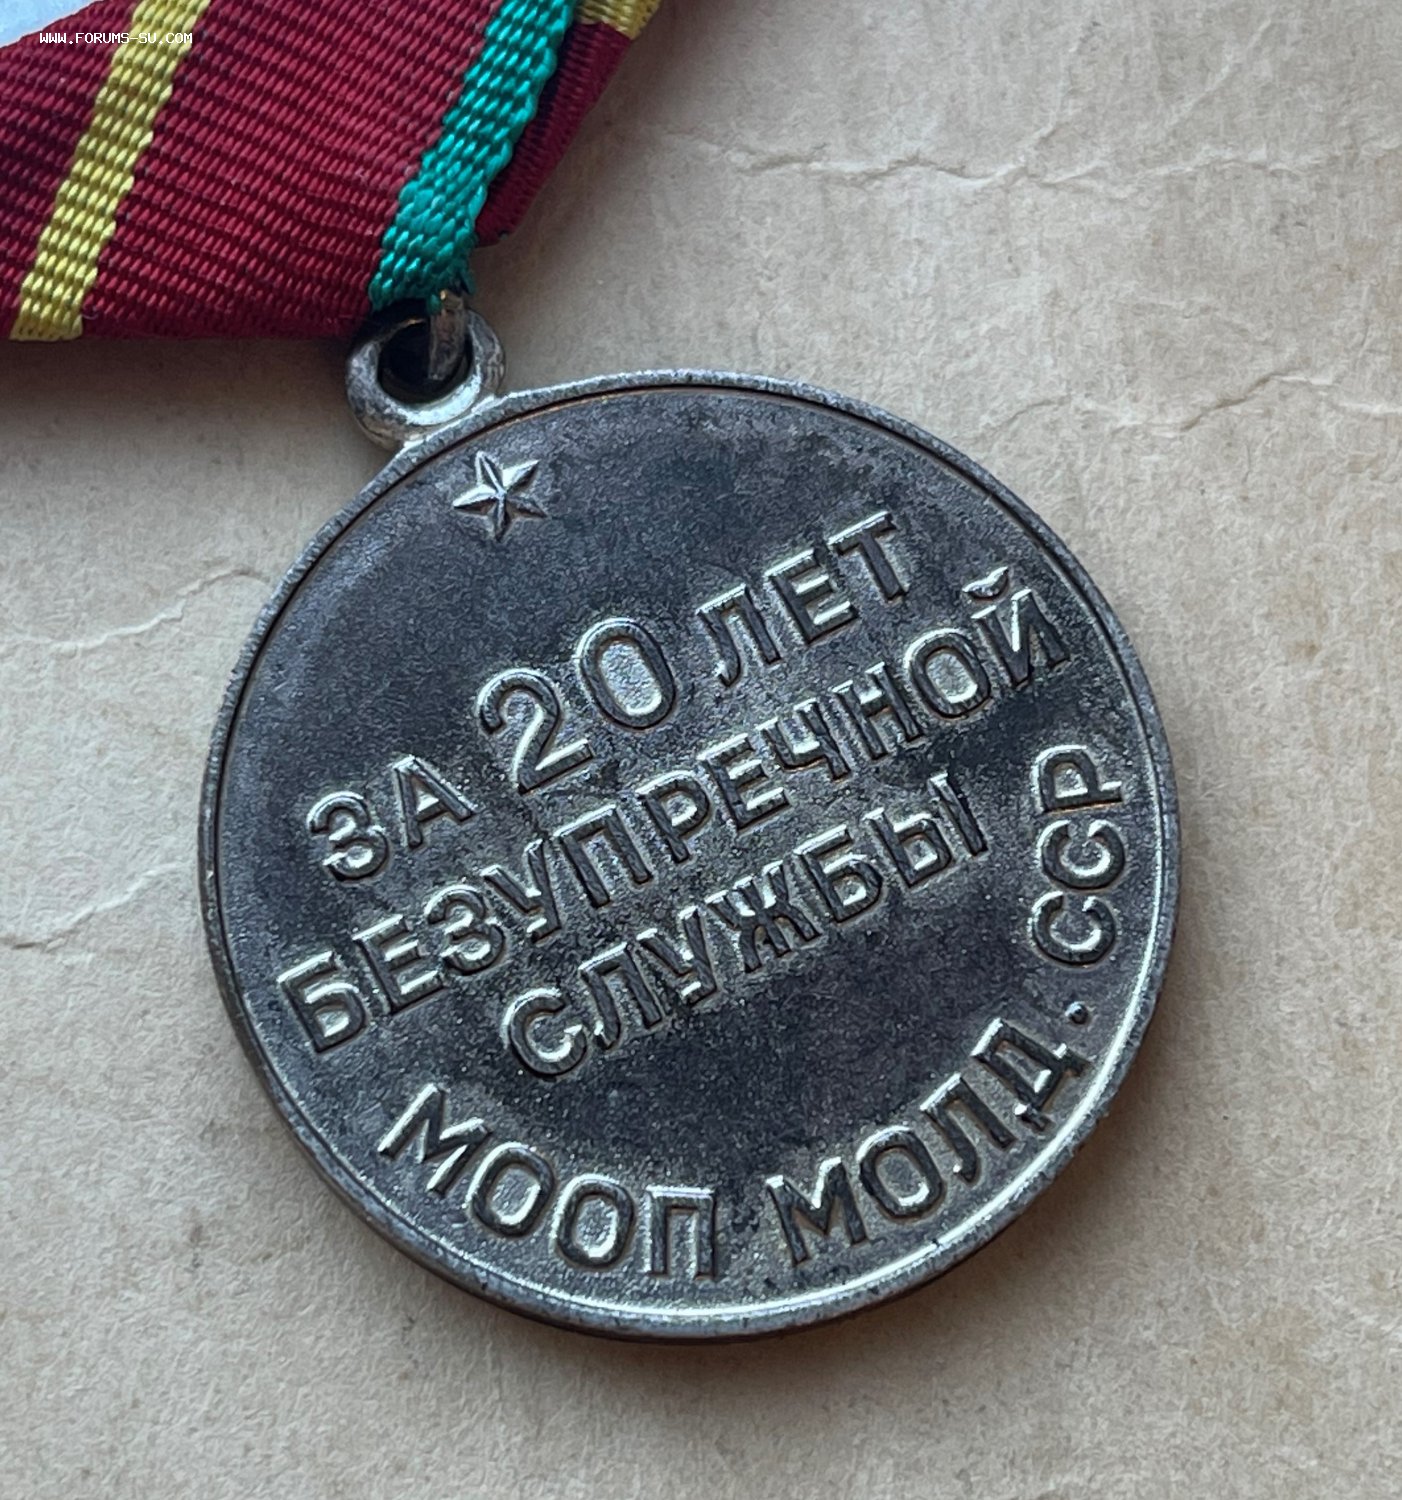 WWW.FORUMS-SU.COM
ЗА 20 ЛЕТ
БЕЗУПРЕЧНОЙ
СЛУЖБЫ
МООП МОЛД. ССР